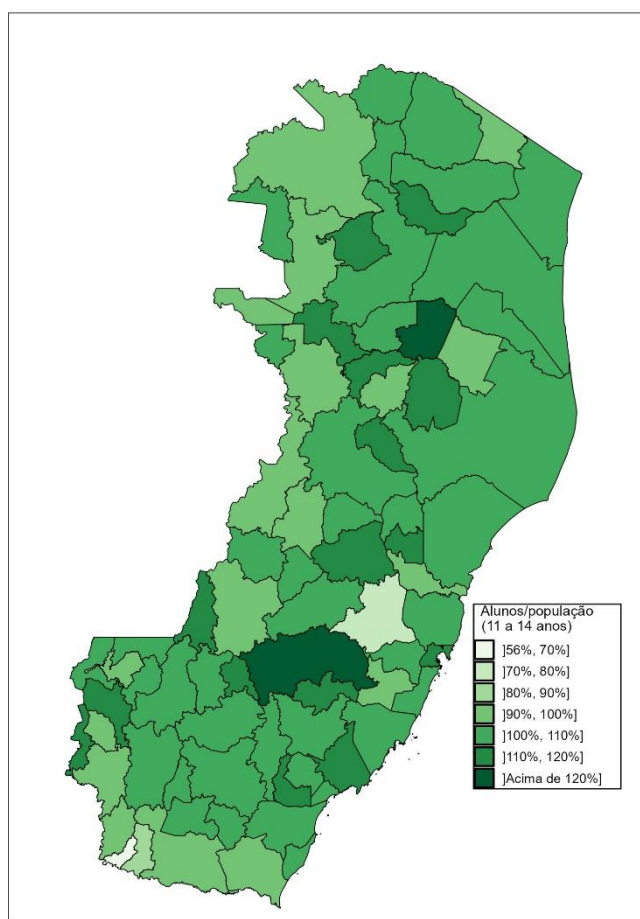 Alunos/população
(11 a 14 anos)
]56%, 70%]
]70%, 80%]
]80%, 90%]
]90%, 100%]
]100%, 110%]
]110%, 120%]
]Acima de 120%]